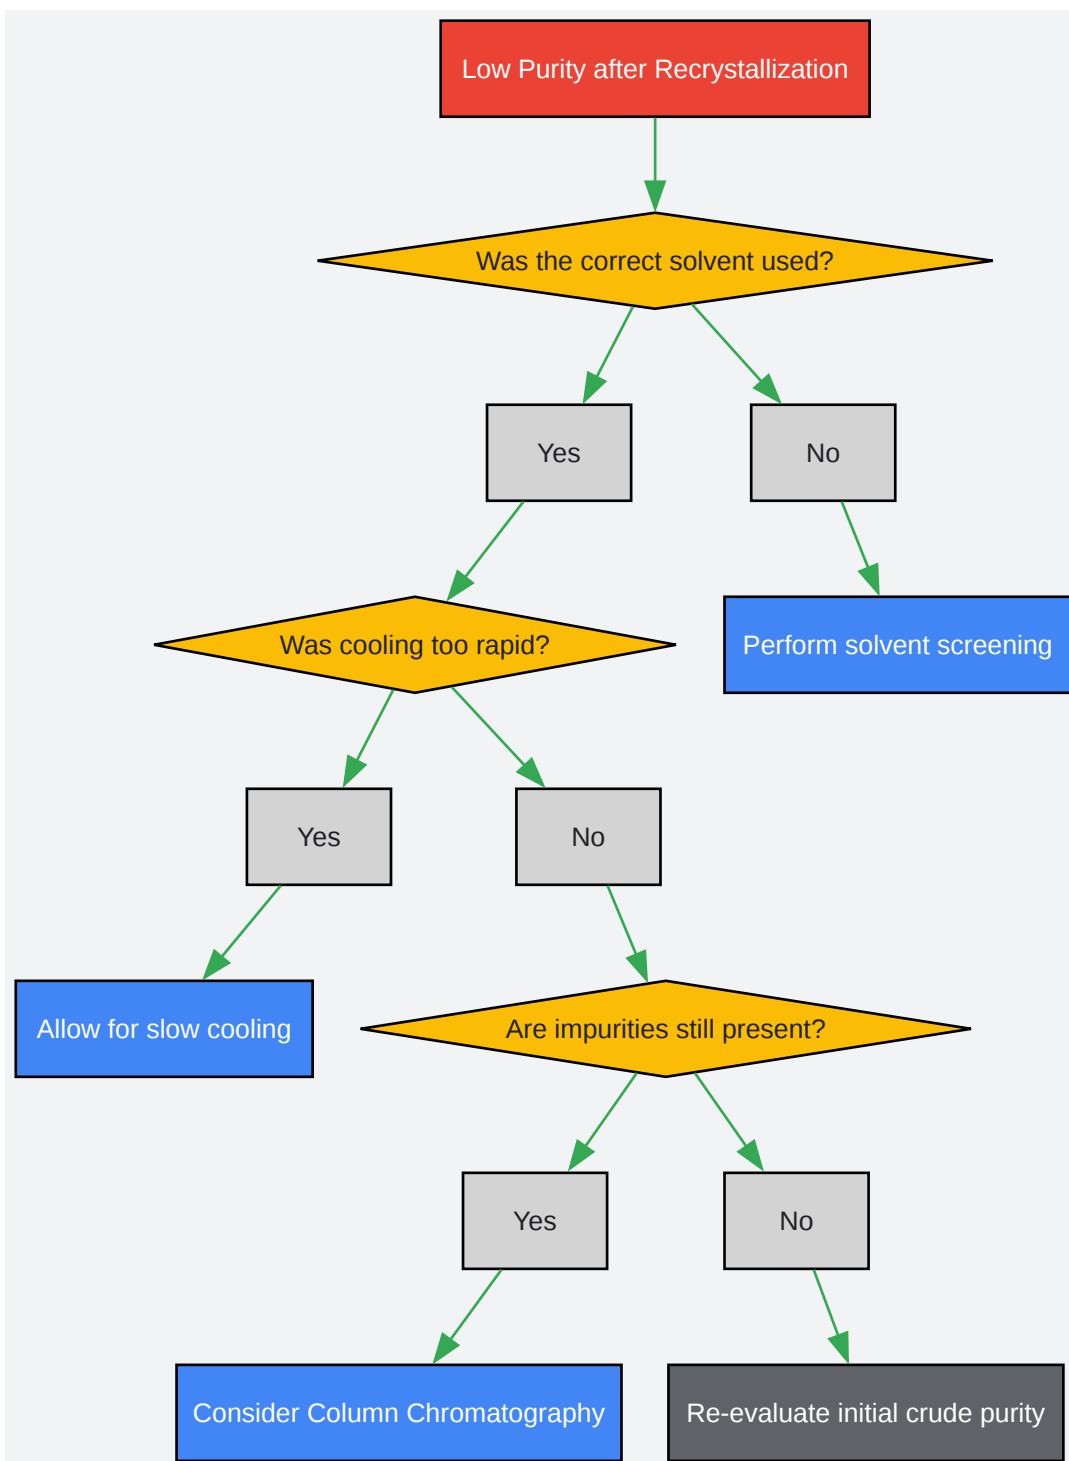 Low Purity after Recrystallization
Was the correct solvent used?
Yes
No
Was cooling too rapid?
Perform solvent screening
Yes
No
Allow for slow cooling
Are impurities still present?
Yes
No
Consider Column Chromatography
Re-evaluate initial crude purity